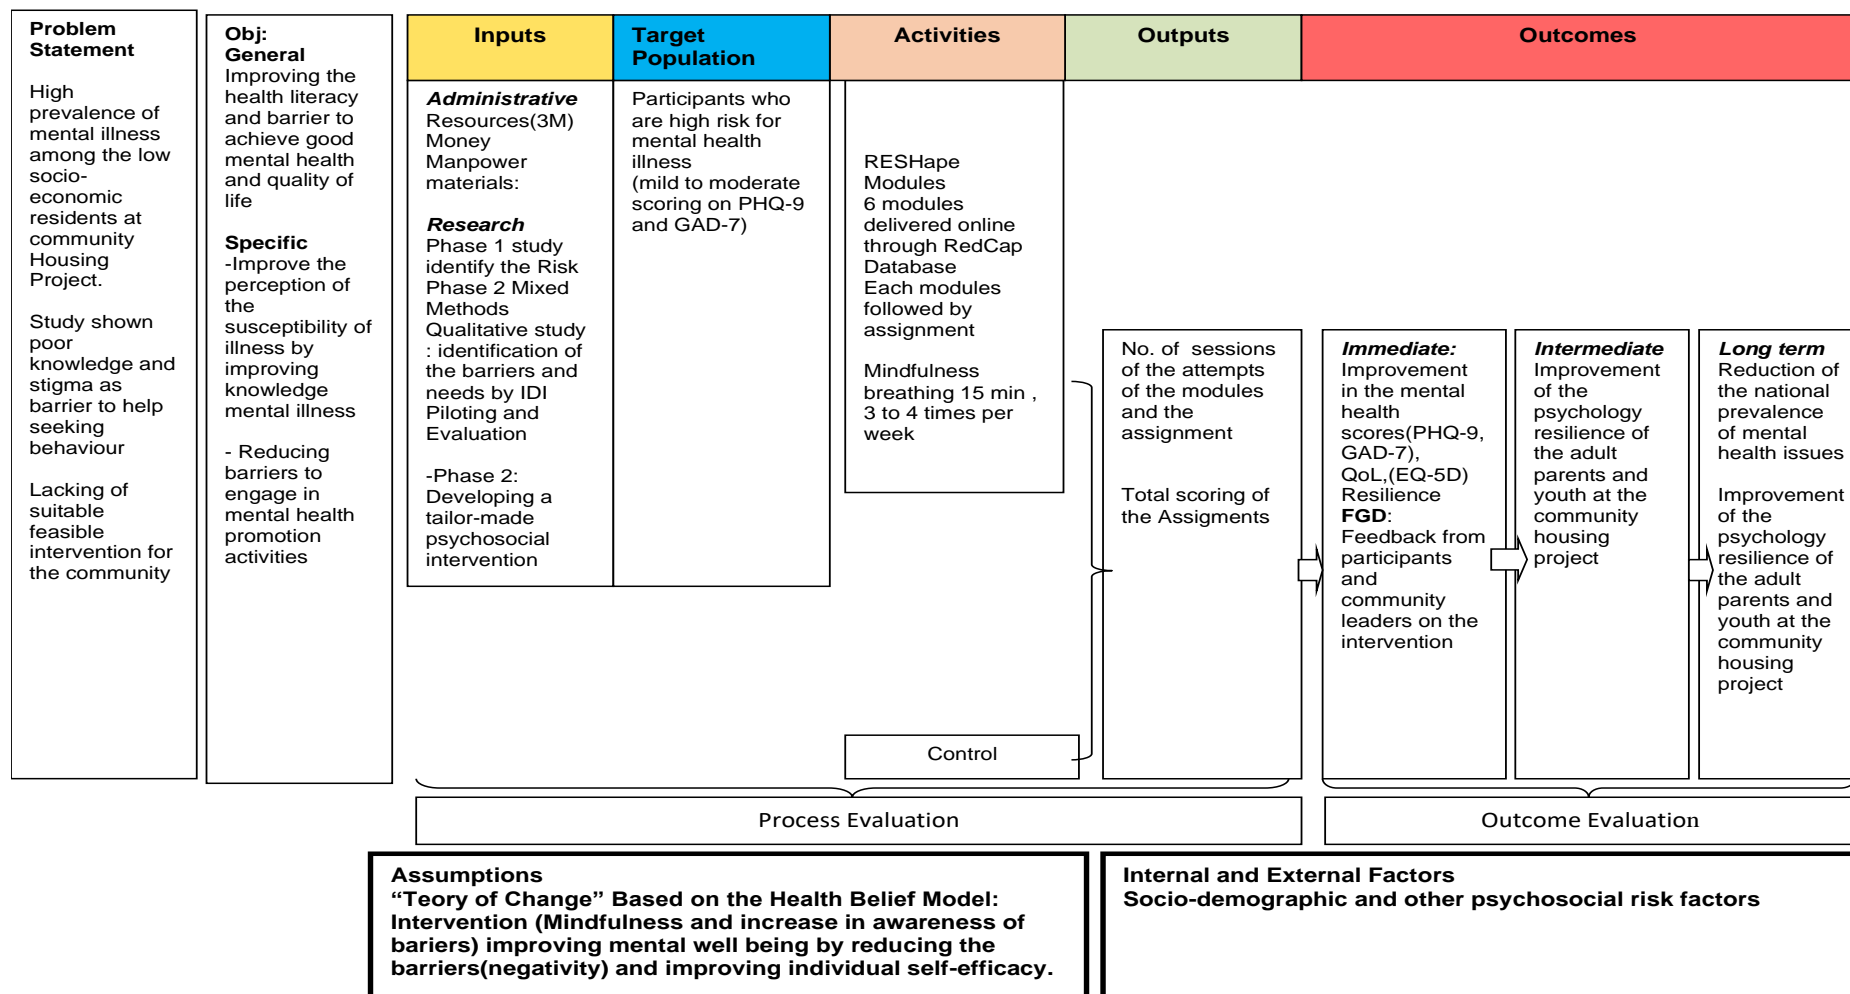 Problem
Statement
High
prevalence of
mental illness
among the low
socio-
economic
residents at
community
Housing
Project.
Study shown
poor
knowledge and
stigma as
barrier to help
seeking
behaviour
Lacking of
suitable
feasible
intervention for
the community
Obj:
General
Improving the
health literacy
and barrier to
achieve good
mental health
and quality of
life
Specific
-Improve the
perception of
the
susceptibility of
illness by
improving
knowledge
mental illness
- Reducing
barriers to
engage in
mental health
promotion
activities
Inputs
Administrative
Resources(3M)
Money
Manpower
materials:
Research
Phase 1 study
identify the Risk
Phase 2 Mixed
Methods
Qualitative study
: identification of
the barriers and
needs by IDI
Piloting and
Evaluation
-Phase 2:
Developing a
tailor-made
psychosocial
intervention
Target
Population
Participants who
are high risk for
mental health
illness
(mild to moderate
scoring on PHQ-9
and GAD-7)
Activities
RESHape
Modules
6 modules
delivered online
through RedCap
Database
Each modules
followed by
assignment
Mindfulness
breathing 15 min ,
3 to 4 times per
week
Control
Outputs
No. of sessions
of the attempts
of the modules
and the
assignment
Total scoring of
the Assigments
Outcomes
Immediate:
Improvement
in the mental
health
scores(PHQ-9,
GAD-7),
QoL,(EQ-5D)
Resilience
FGD:
Feedback from
participants
and
community
leaders on the
intervention
Intermediate
Improvement
of the
psychology
resilience of
the adult
parents and
youth at the
community
housing
project
Long term
Reduction of
the national
prevalence
of mental
health issues
Improvement
of the
psychology
resilience of
the adult
parents and
youth at the
community
housing
project
Process Evaluation
Outcome Evaluation
Assumptions
“Teory of Change” Based on the Health Belief Model:
Intervention (Mindfulness and increase in awareness of
bariers) improving mental well being by reducing the
barriers(negativity) and improving individual self-efficacy.
Internal and External Factors
Socio-demographic and other psychosocial risk factors